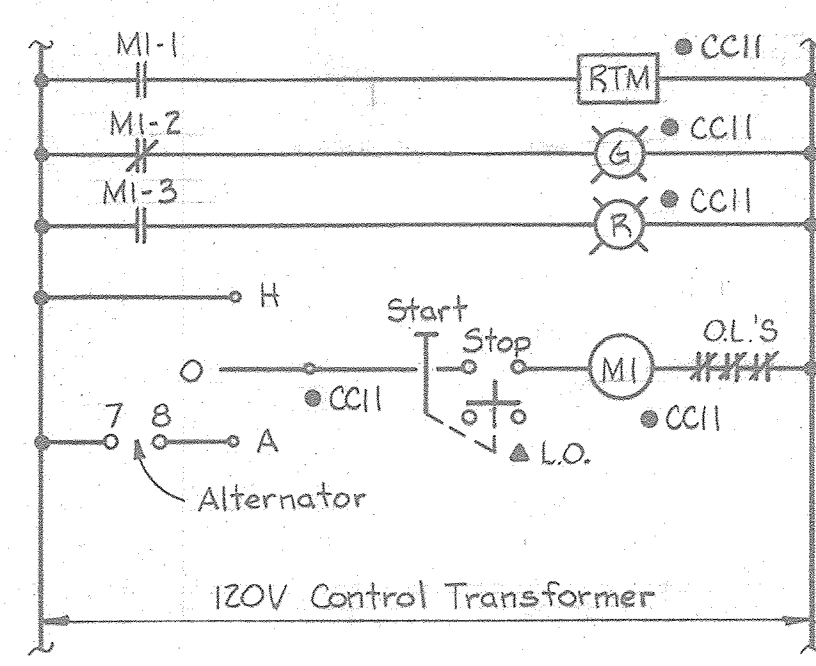 M1-1
CC11
RTM
M1-2
CC11
G
M1-3
CC11
R
H
Start
Stop
O.L.'S
O
M1
CC11
CC11
7 8
A
L.O.
Alternator
120V Control Transformer